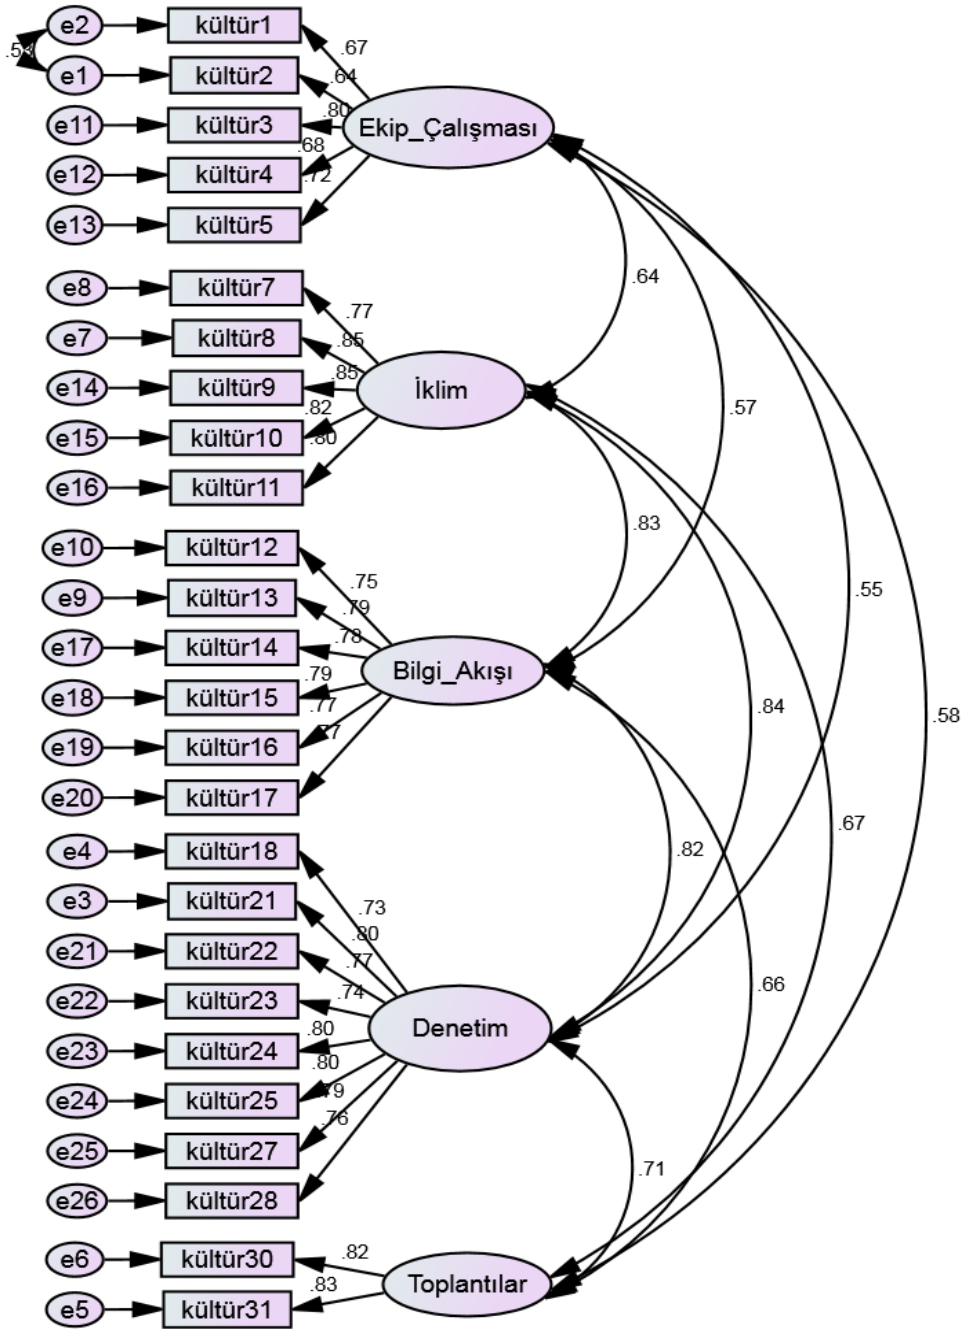 e2 kültür1
.67
.53
e1 kültür2
.64
e11 kültür3
.80
Ekip_Çalışması
.68
e12 kültür4
.72
e13 kültür5
.64
e8 kültür7
.77
e7 kültür8
.85
e14 kültür9
.85
İklim
.82
.57
e15 kültür10
.80
e16 kültür11
.83
e10 kültür12
.75
.55
e9 kültür13
.79
e17 kültür14
.78
Bilgi_Akışı
.79
e18 kültür15
.77
.84
.58
e19 kültür16
.77
e20 kültür17
.67
e4 kültür18
.82
e3 kültür21
.73
.80
e21 kültür22
.77
.66
e22 kültür23
.74
Denetim
.80
e23 kültür24
.80
e24 kültür25
.79
.76
e25 kültür27
.71
e26 kültür28
e6 kültür30
.82
Toplantılar
.83
e5 kültür31